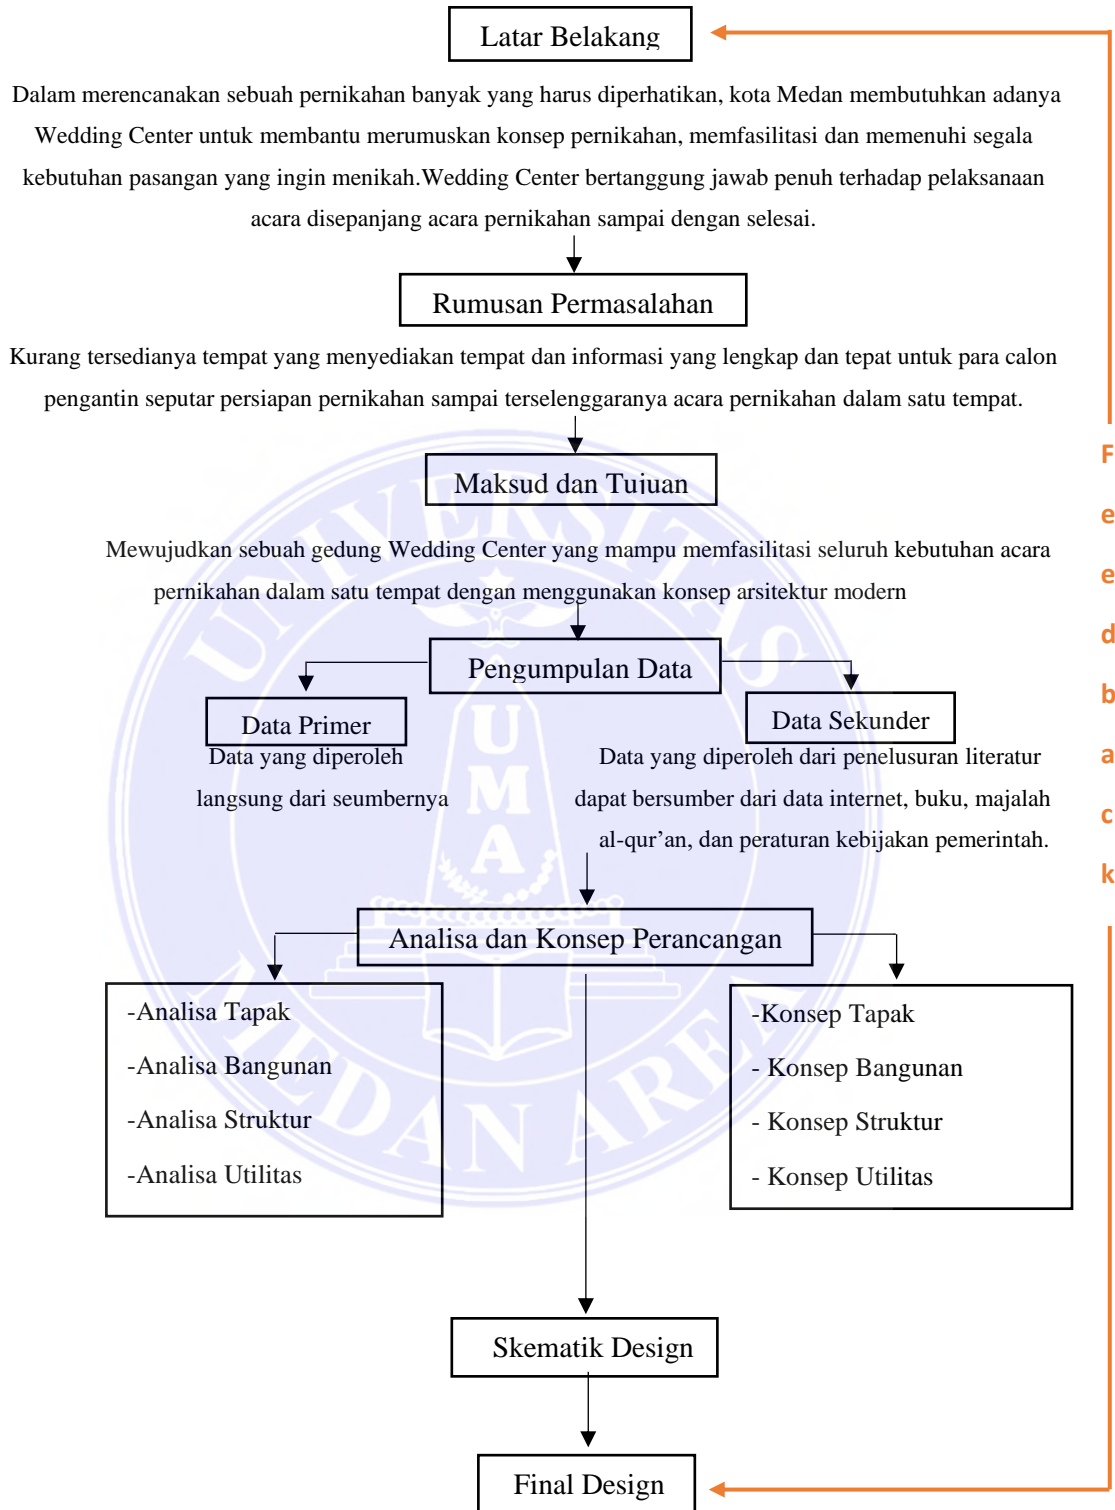 Latar Belakang
Dalam merencanakan sebuah pernikahan banyak yang harus diperhatikan, kota Medan membutuhkan adanya
Wedding Center untuk membantu merumuskan konsep pernikahan, memfasilitasi dan memenuhi segala
kebutuhan pasangan yang ingin menikah.Wedding Center bertanggung jawab penuh terhadap pelaksanaan
acara disepanjang acara pernikahan sampai dengan selesai.
Rumusan Permasalahan
Kurang tersedianya tempat yang menyediakan tempat dan informasi yang lengkap dan tepat untuk para calon
pengantin seputar persiapan pernikahan sampai terselenggaranya acara pernikahan dalam satu tempat.
Maksud dan Tujuan
Mewujudkan sebuah gedung Wedding Center yang mampu memfasilitasi seluruh kebutuhan acara
pernikahan dalam satu tempat dengan menggunakan konsep arsitektur modern
Pengumpulan Data
Data Primer
Data yang diperoleh
langsung dari seumbernya
Data Sekunder
Data yang diperoleh dari penelusuran literatur
dapat bersumber dari data internet, buku, majalah
al-qur’an, dan peraturan kebijakan pemerintah.
Analisa dan Konsep Perancangan
-Analisa Tapak
-Analisa Bangunan
-Analisa Struktur
-Analisa Utilitas
-Konsep Tapak
- Konsep Bangunan
- Konsep Struktur
- Konsep Utilitas
Skematik Design
Final Design
Feedback
UNIVERSITAS
MEDAN AREA
UMA